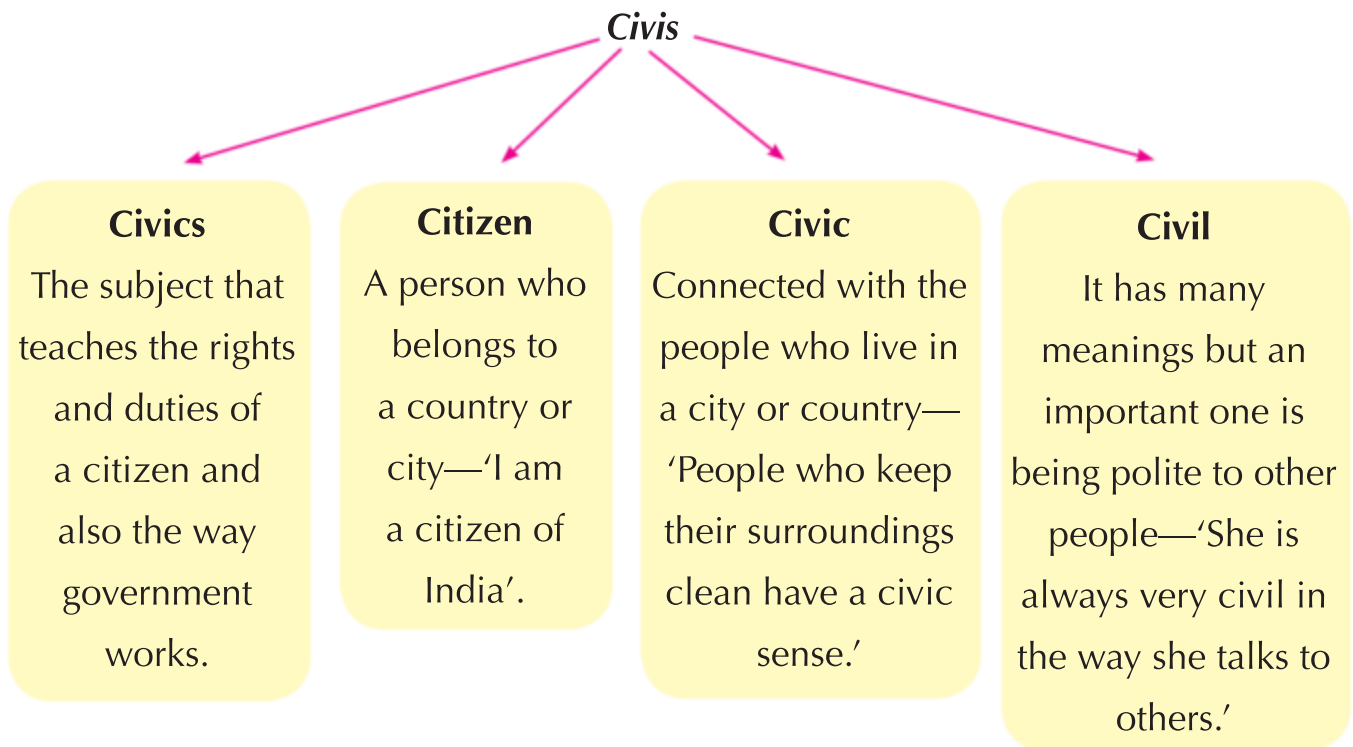 Civis
Civics
The subject that
teaches the rights
and duties of
a citizen and
also the way
government
works.
Citizen
A person who
belongs to
a country or
city—‘I am
a citizen of
India’.
Civic
Connected with the
people who live in
a city or country—
‘People who keep
their surroundings
clean have a civic
sense.’
Civil
It has many
meanings but an
important one is
being polite to other
people—‘She is
always very civil in
the way she talks to
others.’